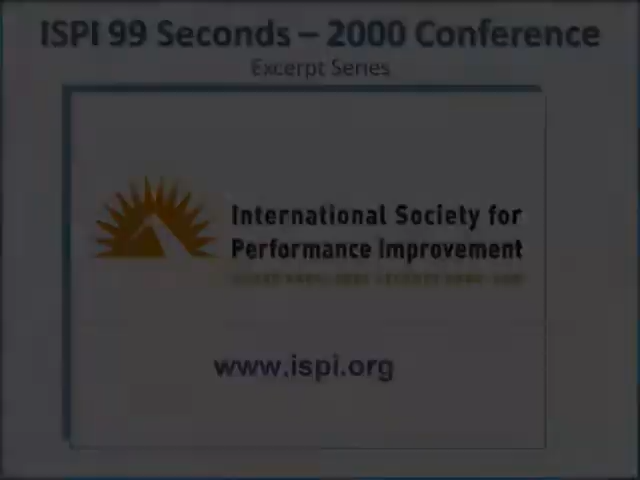 ISPI 99 Seconds – 2000 Conference
Excerpt Series
International Society for
Performance Improvement
www.ispi.org